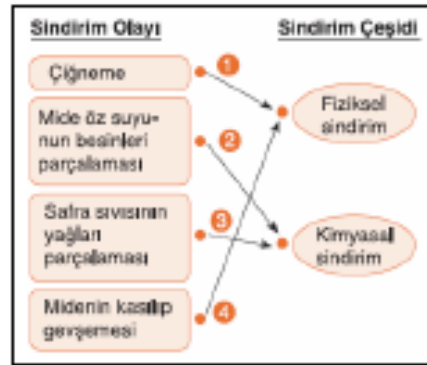 Sindirim Olayı
Sindirim Çeşidi
Çiğneme
1
Fiziksel
sindirim
Mide öz suyu-
nun besinleri
parçalaması
2
Safra sıvısının
yağları
parçalaması
3
Kimyasal
sindirim
Midenin kasılıp
gevşemesi
4